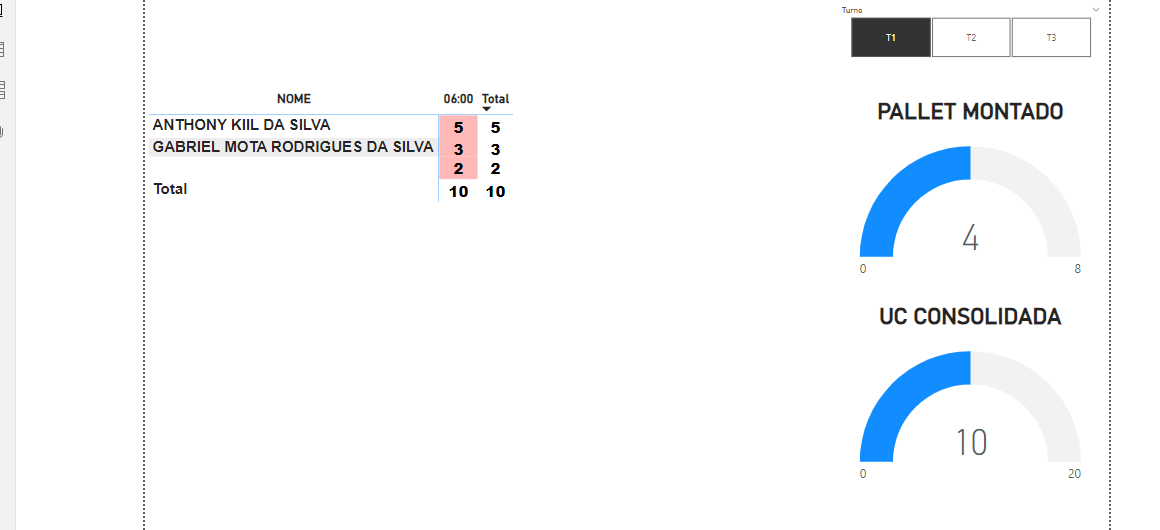 Turno
T1 T2 T3
NOME 06:00 Total
ANTHONY KIIL DA SILVA 5 5
GABRIEL MOTA RODRIGUES DA SILVA 3 3
2 2
Total 10 10
PALLET MONTADO
4
0 8
UC CONSOLIDADA
10
0 20